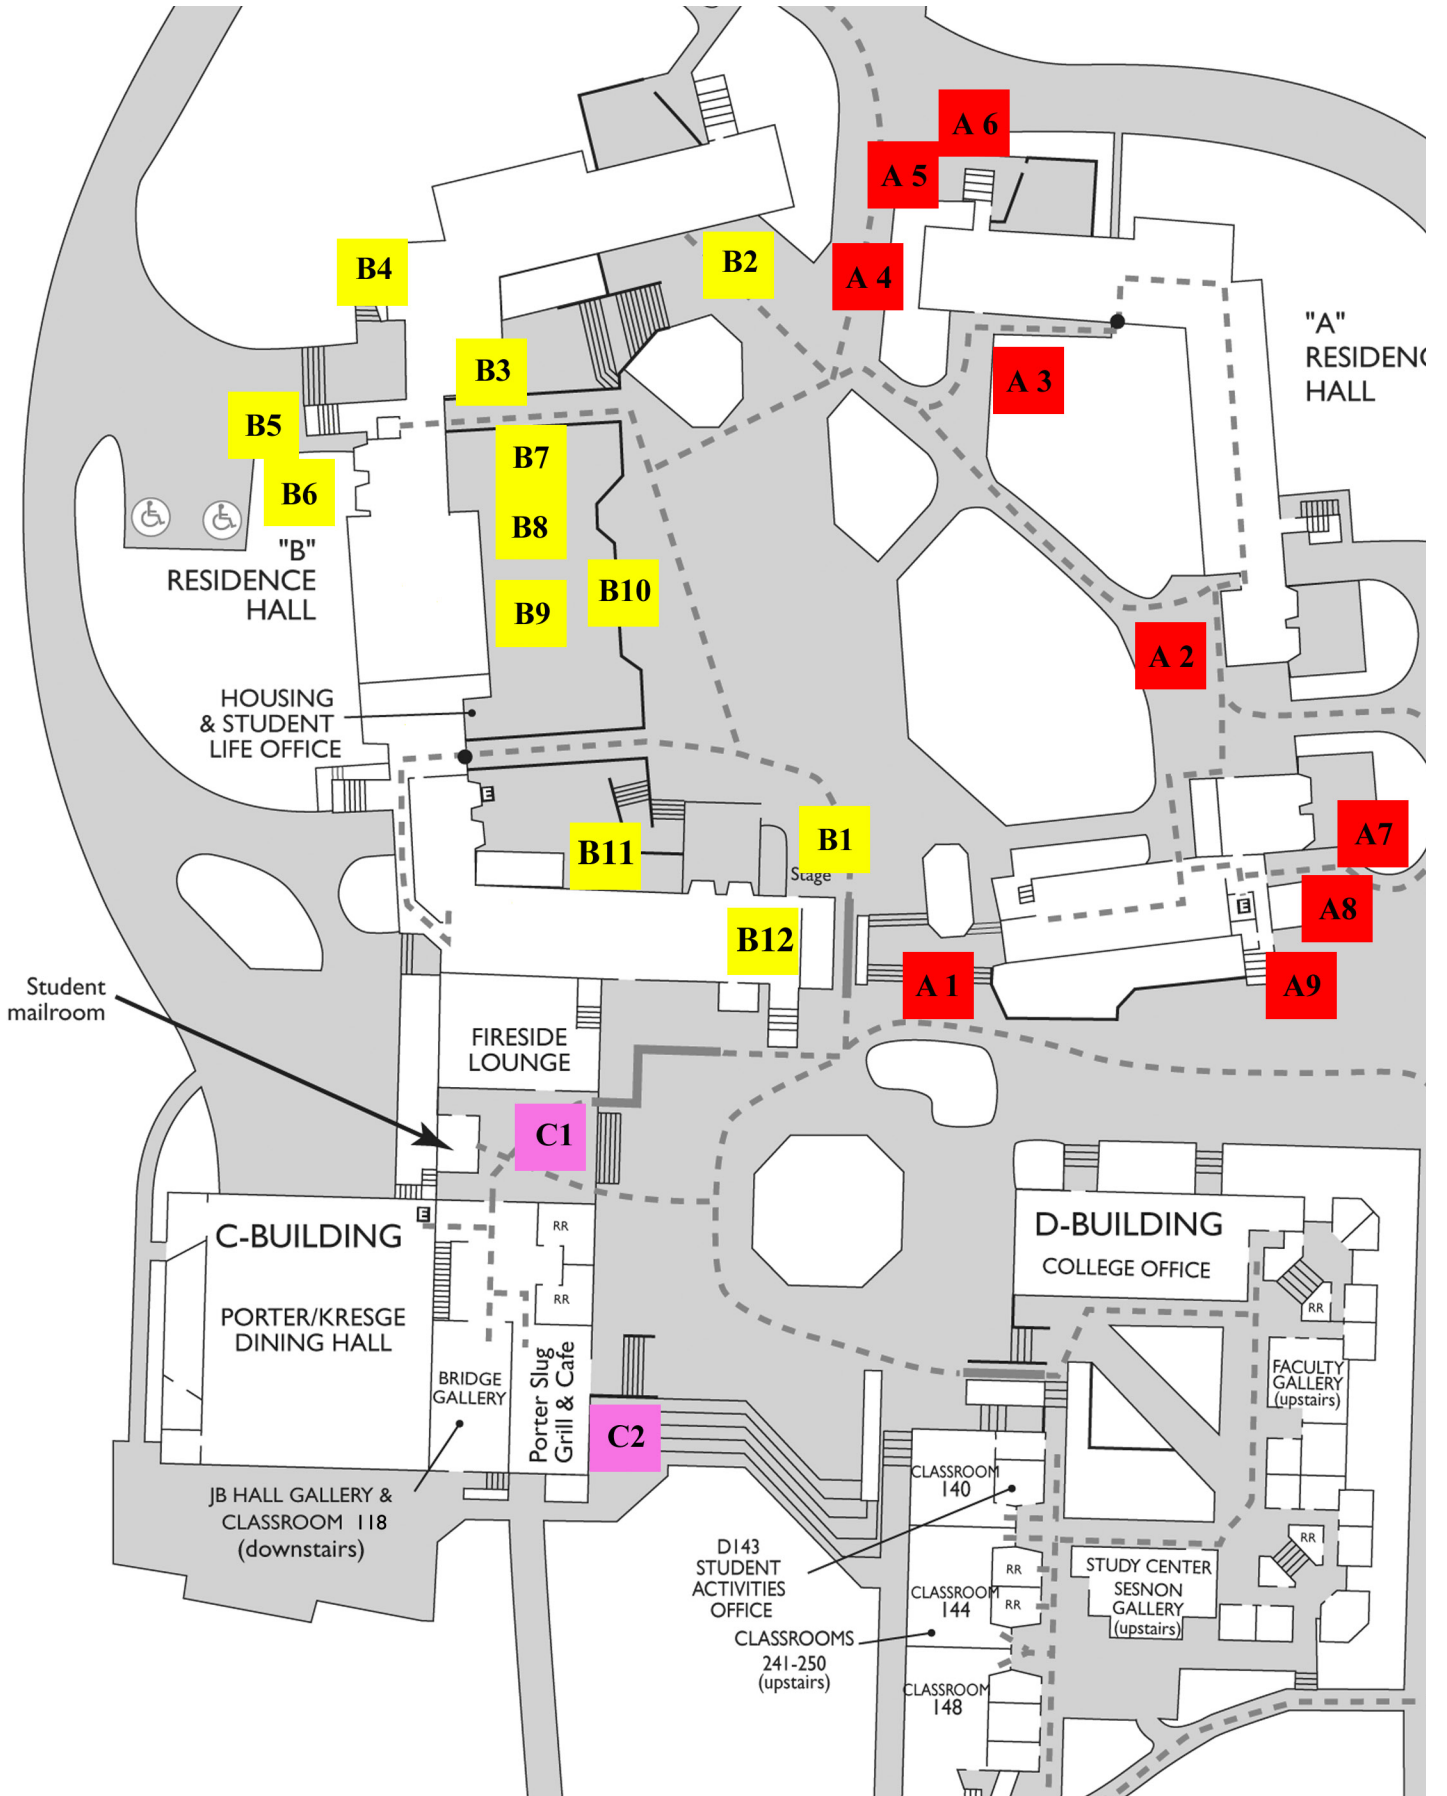 A 6
A 5
B2
B4
A 4
"A"
RESIDENC
HALL
B3
A 3
B5
B7
B6
B8
"B"
RESIDENCE
HALL
B10
B9
A 2
HOUSING
& STUDENT
LIFE OFFICE
E
B1
A7
Stage
B11
A8
E
B12
A 1
A9
Student
mailroom
FIRESIDE
LOUNGE
C1
E
C-BUILDING
RR
D-BUILDING
COLLEGE OFFICE
RR
RR
PORTER/KRESGE
DINING HALL
Porter Slug
Grill & Cafe
BRIDGE
GALLERY
FACULTY
GALLERY
(upstairs)
C2
JB HALL GALLERY &
CLASSROOM 118
(downstairs)
CLASSROOM
140
D143
STUDENT
ACTIVITIES
OFFICE
RR
RR
STUDY CENTER
SESNON
GALLERY
(upstairs)
CLASSROOM
144
RR
CLASSROOMS
241-250
(upstairs)
CLASSROOM
148